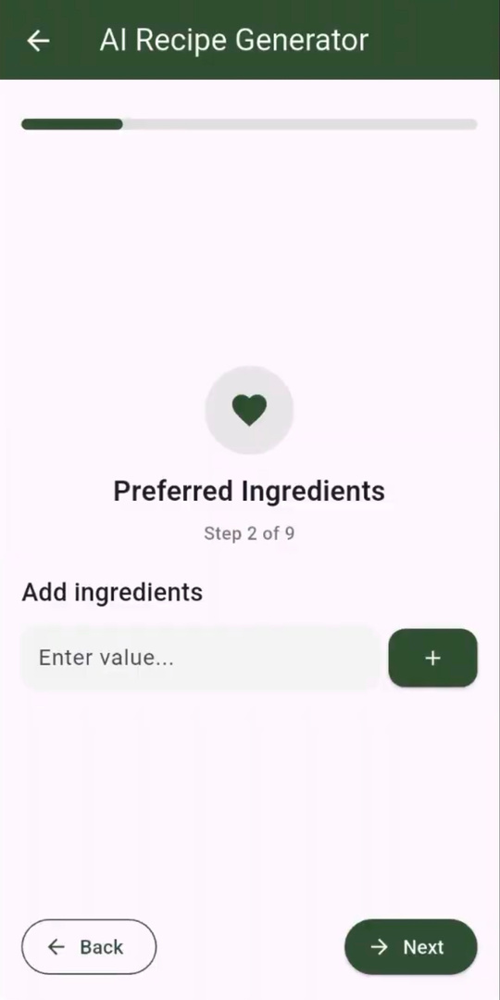 AI Recipe Generator
Preferred Ingredients
Step 2 of 9
Add ingredients
Enter value...
+
Back
Next